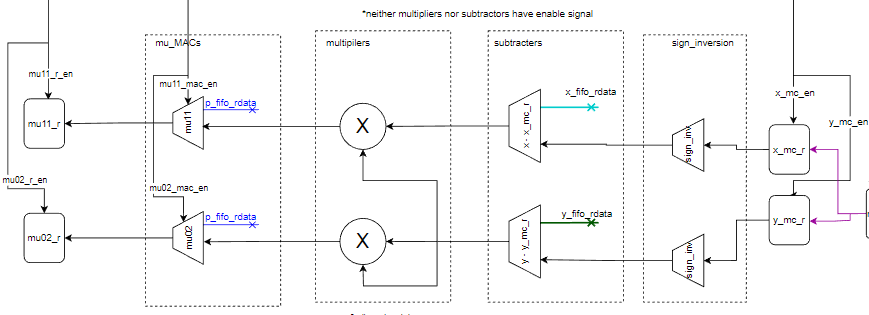 *neither multipliers nor subtractors have enable signal
mu_MACs
multipilers
subtracters
sign_inversion
mu11_r_en
mu11_mac_en
x_fifo_rdata
x_mc_en
p_fifo_rdata
y_mc_en
mu11_r
mu11
X
x - x_mc_r
sign_inv
x_mc_r
mu02_r_en
mu02_mac_en
p_fifo_rdata
y_fifo_rdata
y_mc_r
mu02_r
mu02
X
y - y_mc_r
sign_inv